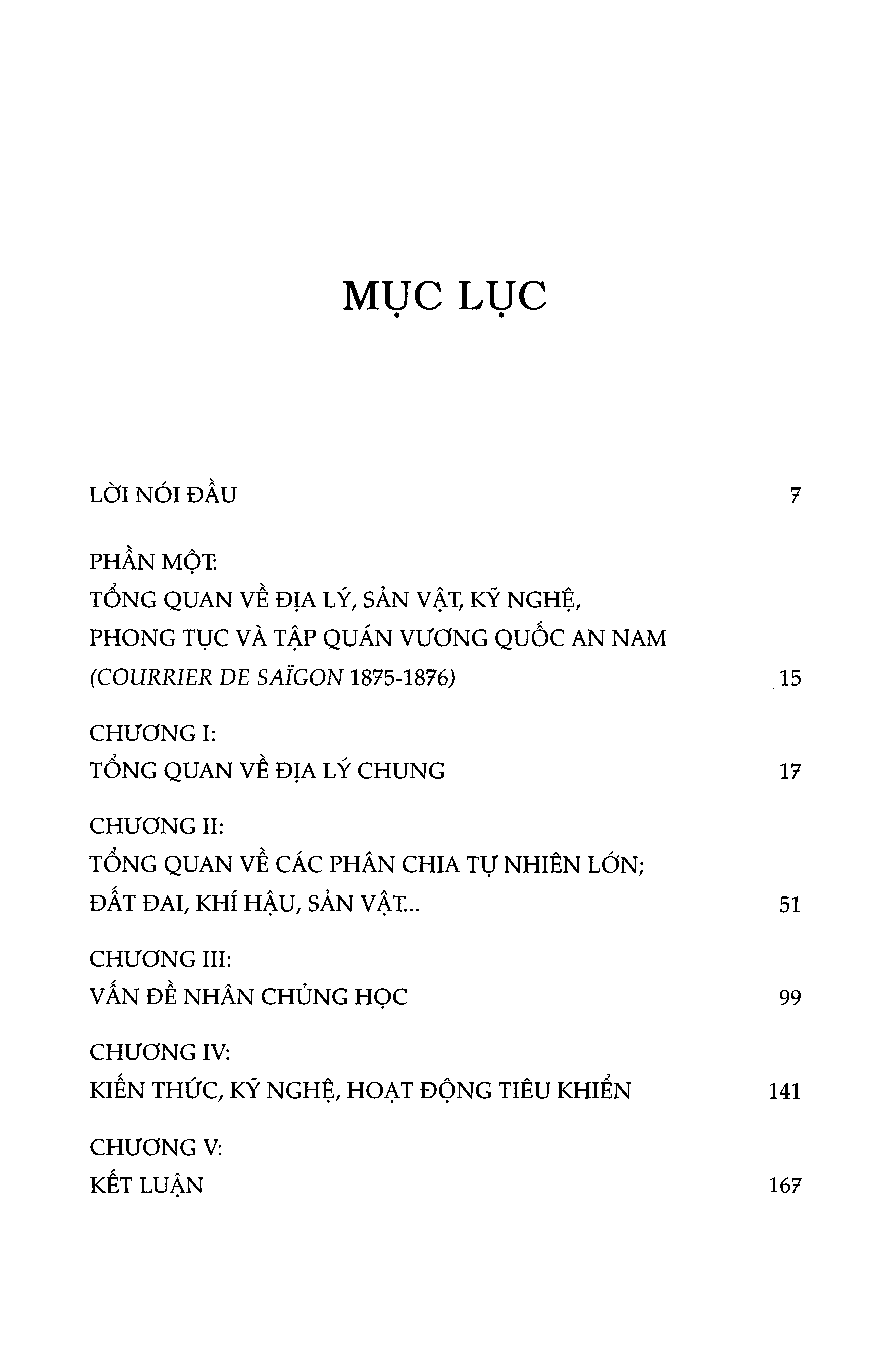 MỤC LỤC
LỜI NÓI ĐẦU 7
PHẦN MỘT:
TỔNG QUAN VỀ ĐỊA LÝ, SẢN VẬT, KỸ NGHỆ,
PHONG TỤC VÀ TẬP QUÁN VƯƠNG QUỐC AN NAM
(COURRIER DE SAÏGON 1875-1876) 15
CHƯƠNG I:
TỔNG QUAN VỀ ĐỊA LÝ CHUNG 17
CHƯƠNG II:
TỔNG QUAN VỀ CÁC PHÂN CHIA TỰ NHIÊN LỚN;
ĐẤT ĐAI, KHÍ HẬU, SẢN VẬT... 51
CHƯƠNG III:
VẤN ĐỀ NHÂN CHỦNG HỌC 99
CHƯƠNG IV:
KIẾN THỨC, KỸ NGHỆ, HOẠT ĐỘNG TIÊU KHIỂN 141
CHƯƠNG V:
KẾT LUẬN 167